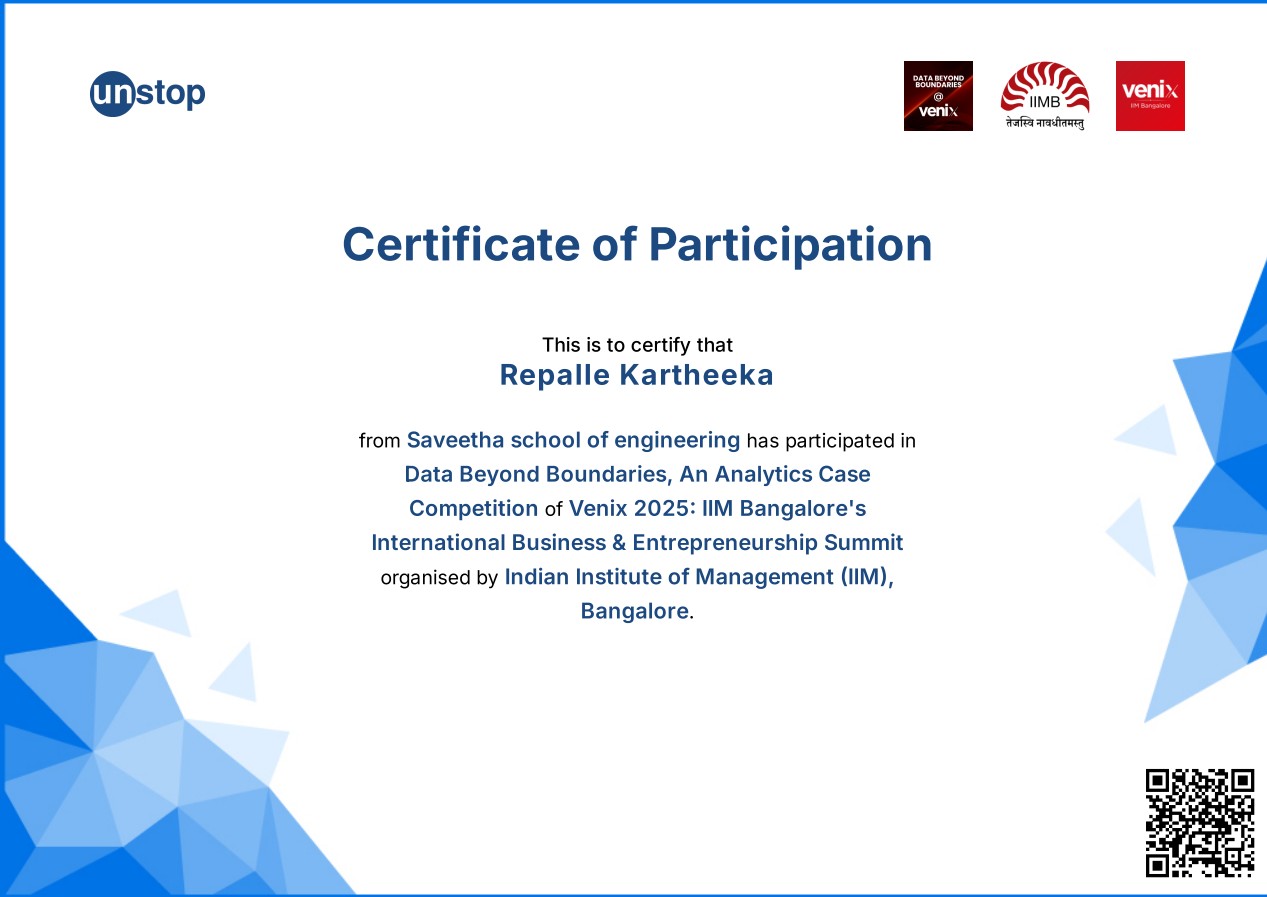 unstop
DATA BEYOND
BOUNDARIES
@
venix
IIMB
तेजस्वि नावधीतमस्तु
venix
IIM Bangalore
Certificate of Participation
This is to certify that
Repalle Kartheeka
from Saveetha school of engineering has participated in
Data Beyond Boundaries, An Analytics Case
Competition of Venix 2025: IIM Bangalore's
International Business & Entrepreneurship Summit
organised by Indian Institute of Management (IIM),
Bangalore.